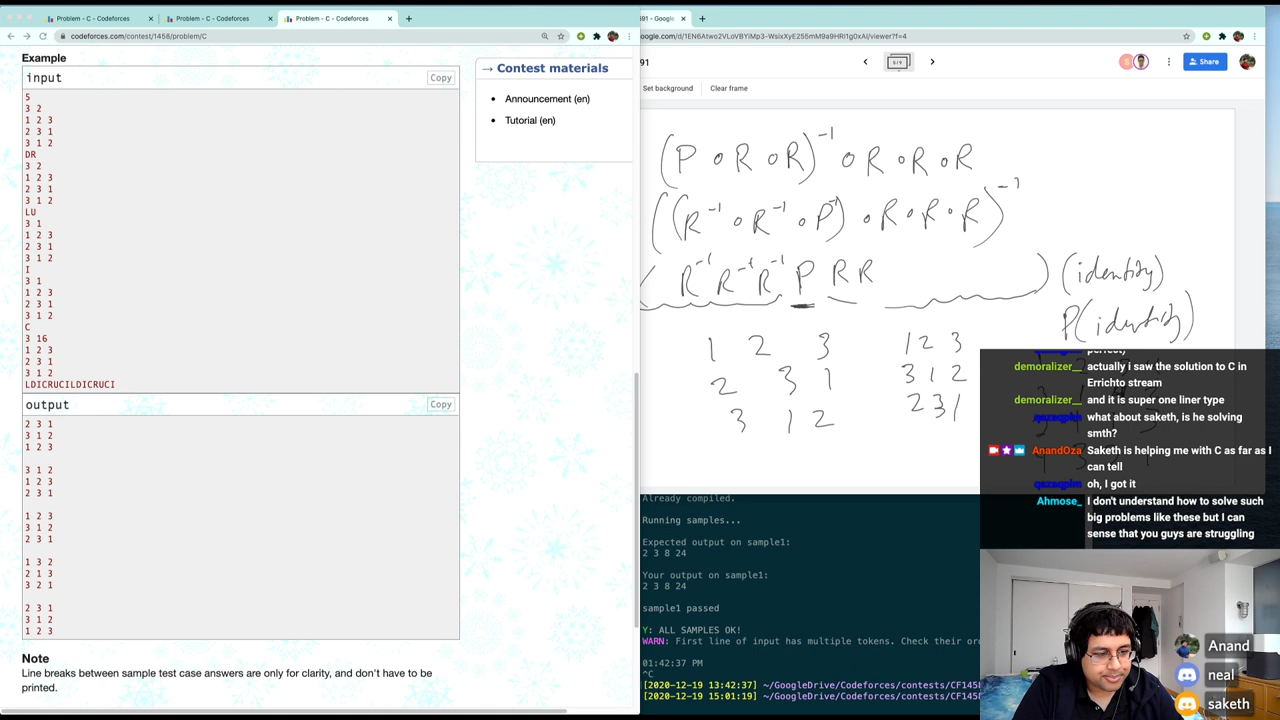 Problem - C - Codeforces
Problem - C - Codeforces
Problem - C - Codeforces
codeforces.com/contest/1458/problem/C
Example
input
Copy
5
3 2
1 2 3
2 3 1
3 1 2
DR
3 2
1 2 3
2 3 1
3 1 2
LU
3 1
1 2 3
2 3 1
3 1 2
I
3 1
1 2 3
2 3 1
3 1 2
C
3 16
1 2 3
2 3 1
3 1 2
LDICRUCILDICRUCI
output
Copy
2 3 1
3 1 2
1 2 3
3 1 2
1 2 3
2 3 1
1 2 3
3 1 2
2 3 1
1 3 2
2 1 3
3 2 1
2 3 1
3 1 2
1 2 3
Note
Line breaks between sample test case answers are only for clarity, and don't have to be
printed.
→ Contest materials
Announcement (en)
Tutorial (en)
91 - Google
Share
Set background
Clear frame
(P ∘ R ∘ R)⁻¹ ∘ R ∘ R ∘ R
((R⁻¹ ∘ R⁻¹ ∘ P⁻¹) ∘ R ∘ R ∘ R)⁻¹
R⁻¹ R⁻¹ R⁻¹ P R R ) (identity)
P(identity)
1 2 3
2 3 1
3 1 2
1 2 3
3 1 2
2 3 1
perfect)
demoralizer__ actually i saw the solution to C in
Errichto stream
demoralizer__ and it is super one liner type
what about saketh, is he solving
smth?
AnandOza Saketh is helping me with C as far as I
can tell
oh, I got it
Ahmose_ I don't understand how to solve such
big problems like these but I can
sense that you guys are struggling
Already compiled.
Running samples...
Expected output on sample1:
2 3 8 24
Your output on sample1:
2 3 8 24
sample1 passed
Y: ALL SAMPLES OK!
WARN: First line of input has multiple tokens. Check their
01:42:37 PM
^C
[2020-12-19 13:42:37] ~/GoogleDrive/Codeforces/contests/CF145
[2020-12-19 15:01:19] ~/GoogleDrive/Codeforces/contests/CF145
Anand
neal
saketh